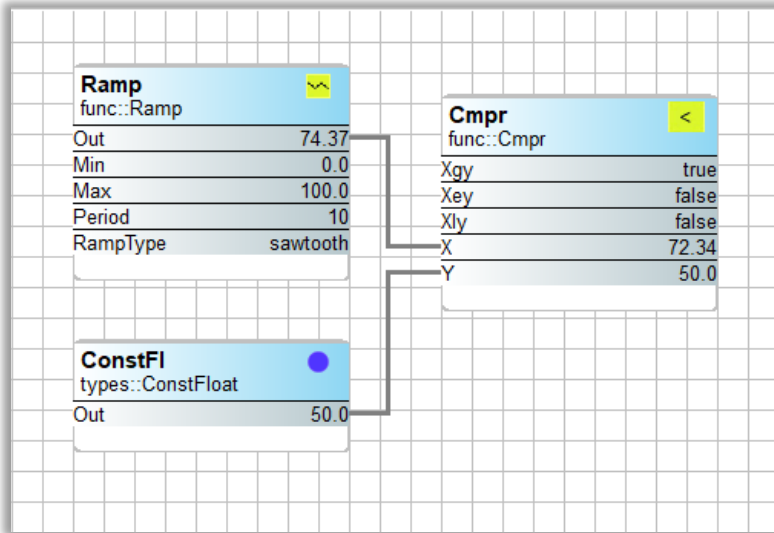 Ramp
func::Ramp
Out 74.37
Min 0.0
Max 100.0
Period 10
RampType sawtooth
Cmpr
<
func::Cmpr
Xgy true
Xey false
Xly false
X 72.34
Y 50.0
ConstFl
types::ConstFloat
Out 50.0